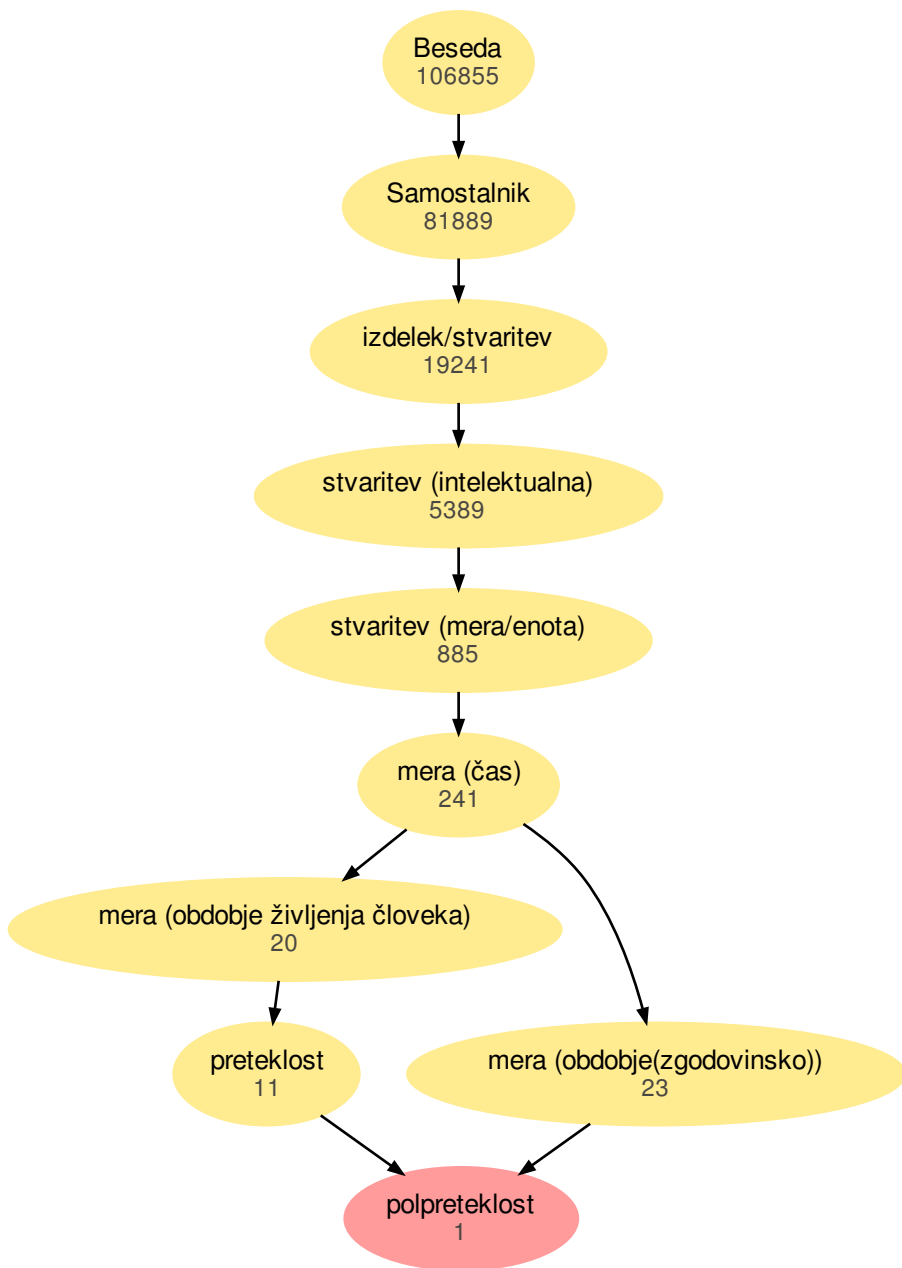 Beseda
106855
Samostalnik
81889
izdelek/stvaritev
19241
stvaritev (intelektualna)
5389
stvaritev (mera/enota)
885
mera (čas)
241
mera (obdobje življenja človeka)
20
preteklost
11
mera (obdobje(zgodovinsko))
23
polpreteklost
1